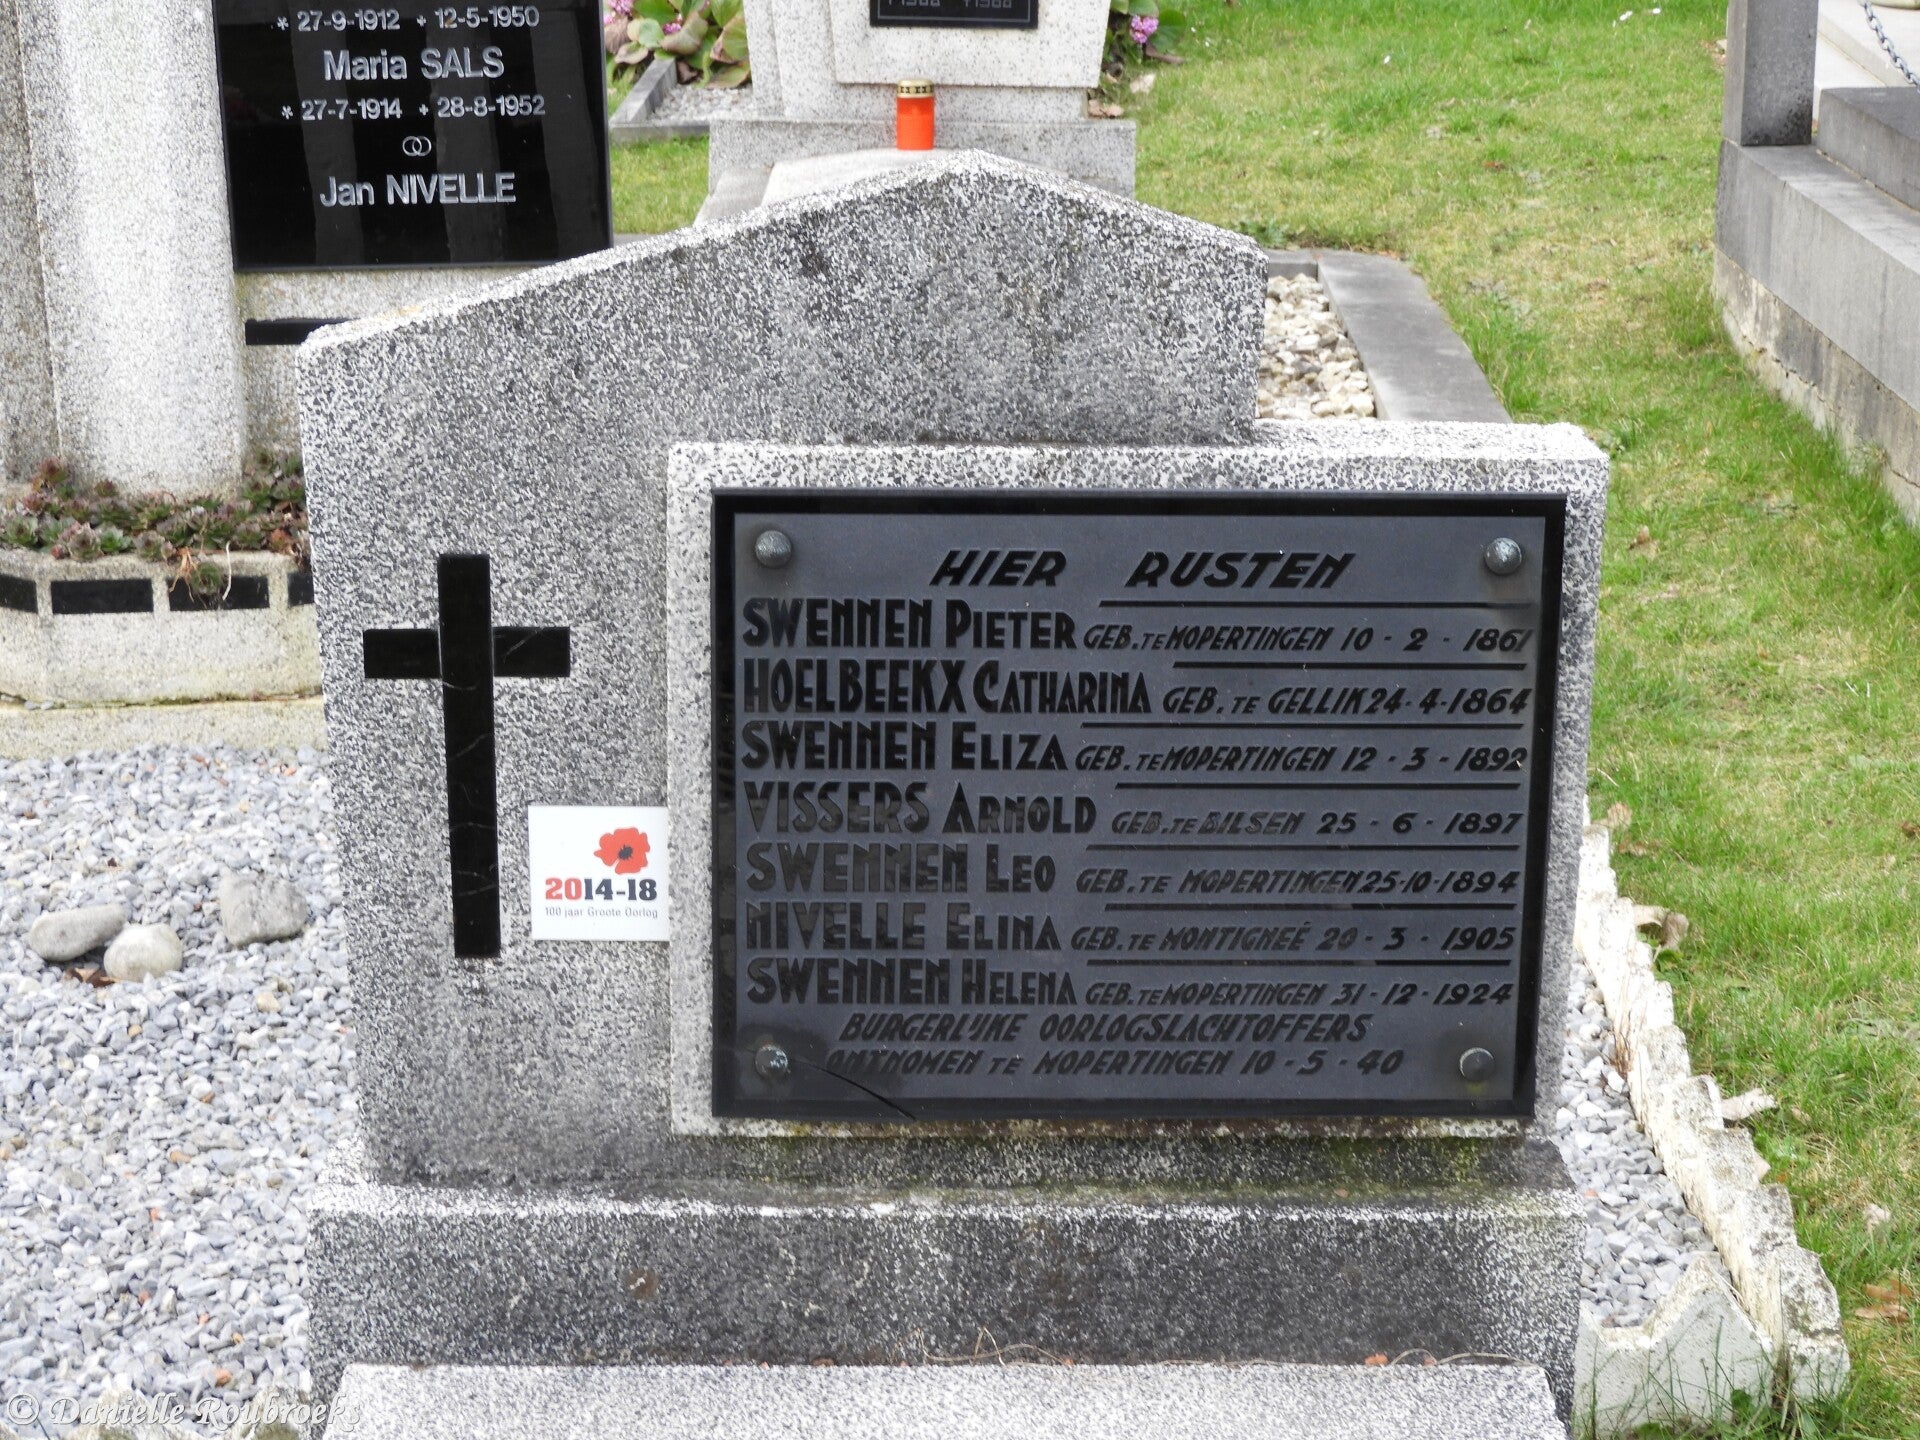 * 27-9-1912 + 12-5-1950
Maria SALS
* 27-7-1914 + 28-8-1952
Jan NIVELLE
HIER RUSTEN
SWENNEN PIETER GEB. TE MOPERTINGEN 10 - 2 - 1861
HOELBEEKX CATHARINA GEB. TE GELLIK 24-4-1864
SWENNEN ELIZA GEB. TE MOPERTINGEN 12 - 3 - 1892
VISSERS ARNOLD GEB. TE BILSEN 25 - 6 - 1897
SWENNEN LEO GEB. TE MOPERTINGEN 25-10-1894
NIVELLE ELINA GEB. TE MONTIGNEÉ 20 - 3 - 1905
SWENNEN HELENA GEB. TE MOPERTINGEN 31-12-1924
BURGERLIJKE OORLOGSLACHTOFFERS
ONTNOMEN TE MOPERTINGEN 10 - 5 - 40
2014-18
100 jaar Groote Oorlog
© Danielle Roubroeks